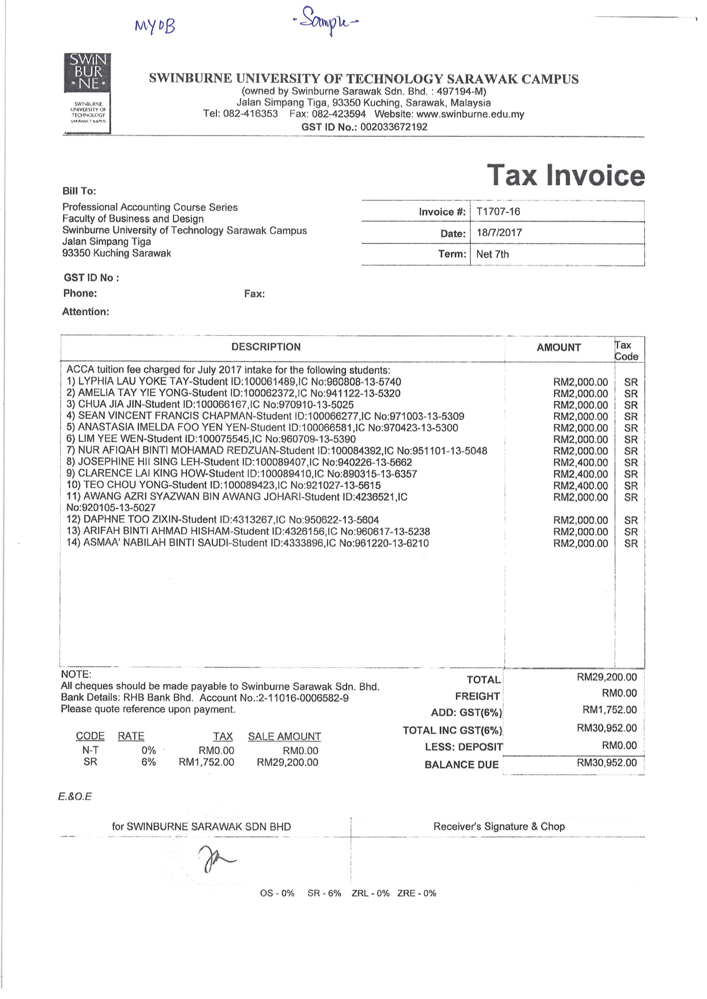 MYOB
-Sample-
SWIN
BUR
* NE *
SWINBURNE
UNIVERSITY OF
TECHNOLOGY
SARAWAK CAMPUS
SWINBURNE UNIVERSITY OF TECHNOLOGY SARAWAK CAMPUS
(owned by Swinburne Sarawak Sdn. Bhd. : 497194-M)
Jalan Simpang Tiga, 93350 Kuching, Sarawak, Malaysia
Tel: 082-416353 Fax: 082-423594 Website: www.swinburne.edu.my
GST ID No.: 002033672192
Tax Invoice
Bill To:
Professional Accounting Course Series
Faculty of Business and Design
Swinburne University of Technology Sarawak Campus
Jalan Simpang Tiga
93350 Kuching Sarawak
Invoice #: T1707-16
Date: 18/7/2017
Term: Net 7th
GST ID No :
Phone: Fax:
Attention:
DESCRIPTION AMOUNT Tax Code
ACCA tuition fee charged for July 2017 intake for the following students:
1) LYPHIA LAU YOKE TAY-Student ID:100061489,IC No:960808-13-5740 RM2,000.00 SR
2) AMELIA TAY YIE YONG-Student ID:100062372,IC No:941122-13-5320 RM2,000.00 SR
3) CHUA JIA JIN-Student ID:100066167,IC No:970910-13-5025 RM2,000.00 SR
4) SEAN VINCENT FRANCIS CHAPMAN-Student ID:100066277,IC No:971003-13-5309 RM2,000.00 SR
5) ANASTASIA IMELDA FOO YEN YEN-Student ID:100066581,IC No:970423-13-5300 RM2,000.00 SR
6) LIM YEE WEN-Student ID:100075545,IC No:960709-13-5390 RM2,000.00 SR
7) NUR AFIQAH BINTI MOHAMAD REDZUAN-Student ID:100084392,IC No:951101-13-5048 RM2,000.00 SR
8) JOSEPHINE HII SING LEH-Student ID:100089407,IC No:940226-13-5662 RM2,400.00 SR
9) CLARENCE LAI KING HOW-Student ID:100089410,IC No:890315-13-6357 RM2,400.00 SR
10) TEO CHOU YONG-Student ID:100089423,IC No:921027-13-5615 RM2,400.00 SR
11) AWANG AZRI SYAZWAN BIN AWANG JOHARI-Student ID:4236521,IC RM2,000.00 SR
No:920105-13-5027
12) DAPHNE TOO ZIXIN-Student ID:4313267,IC No:950622-13-5604 RM2,000.00 SR
13) ARIFAH BINTI AHMAD HISHAM-Student ID:4326156,IC No:960617-13-5238 RM2,000.00 SR
14) ASMAA' NABILAH BINTI SAUDI-Student ID:4333896,IC No:961220-13-6210 RM2,000.00 SR
NOTE:
All cheques should be made payable to Swinburne Sarawak Sdn. Bhd.
Bank Details: RHB Bank Bhd. Account No.:2-11016-0006582-9
Please quote reference upon payment.
TOTAL RM29,200.00
FREIGHT RM0.00
ADD: GST(6%) RM1,752.00
TOTAL INC GST(6%) RM30,952.00
LESS: DEPOSIT RM0.00
BALANCE DUE RM30,952.00
CODE RATE TAX SALE AMOUNT
N-T 0% RM0.00 RM0.00
SR 6% RM1,752.00 RM29,200.00
E.&O.E
for SWINBURNE SARAWAK SDN BHD Receiver's Signature & Chop
OS - 0% SR - 6% ZRL - 0% ZRE - 0%